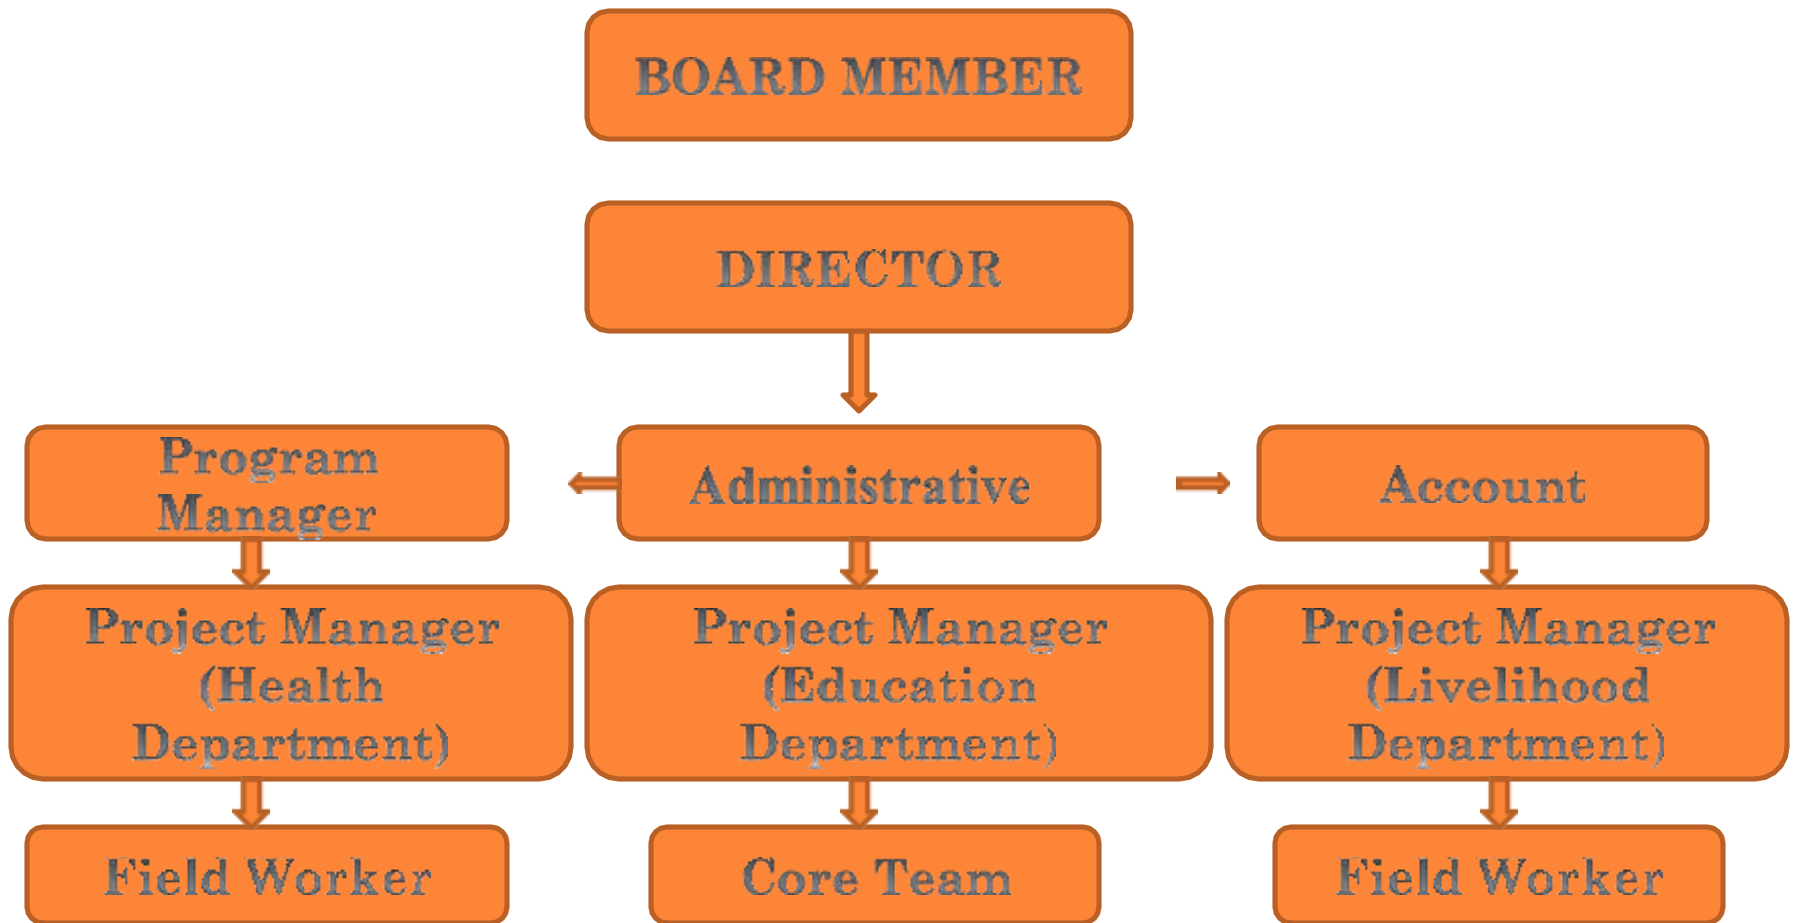 BOARD MEMBER
DIRECTOR
Program
Manager
Administrative
Account
Project Manager
(Health
Department)
Project Manager
(Education
Department)
Project Manager
(Livelihood
Department)
Field Worker
Core Team
Field Worker